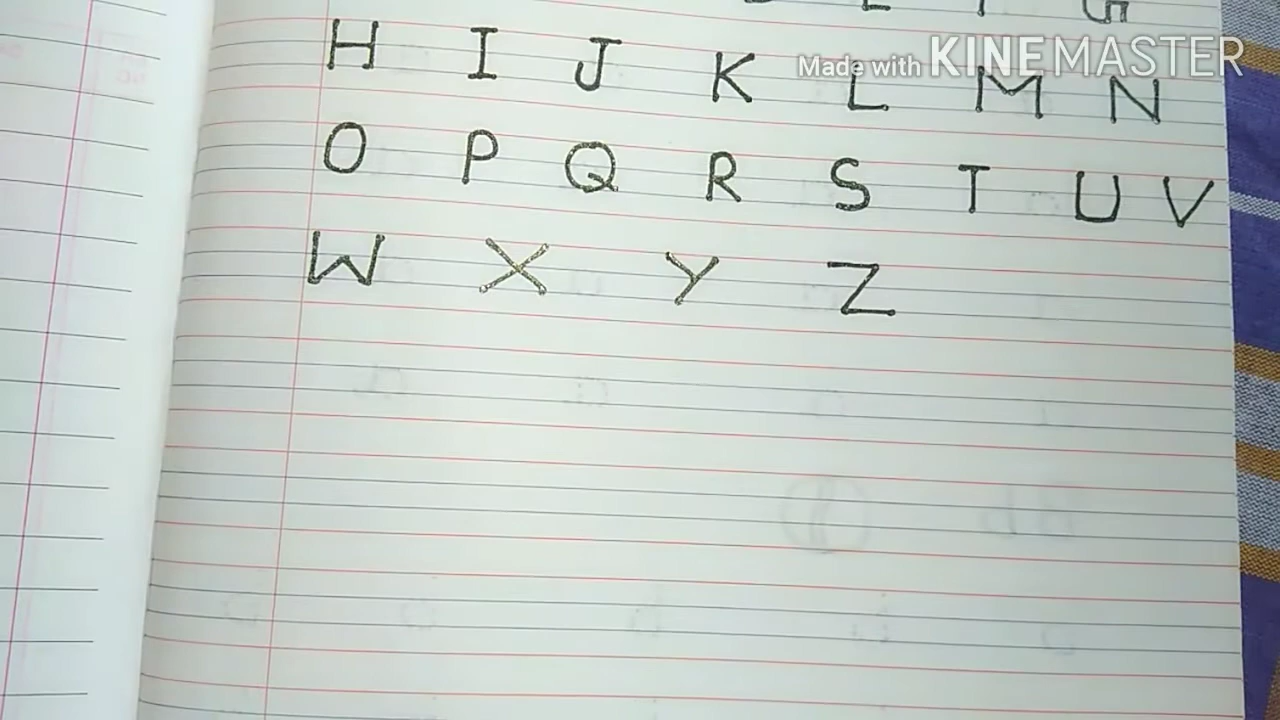 G
H I J K L M N
Made with KINEMASTER
O P Q R S T U V
W X Y Z